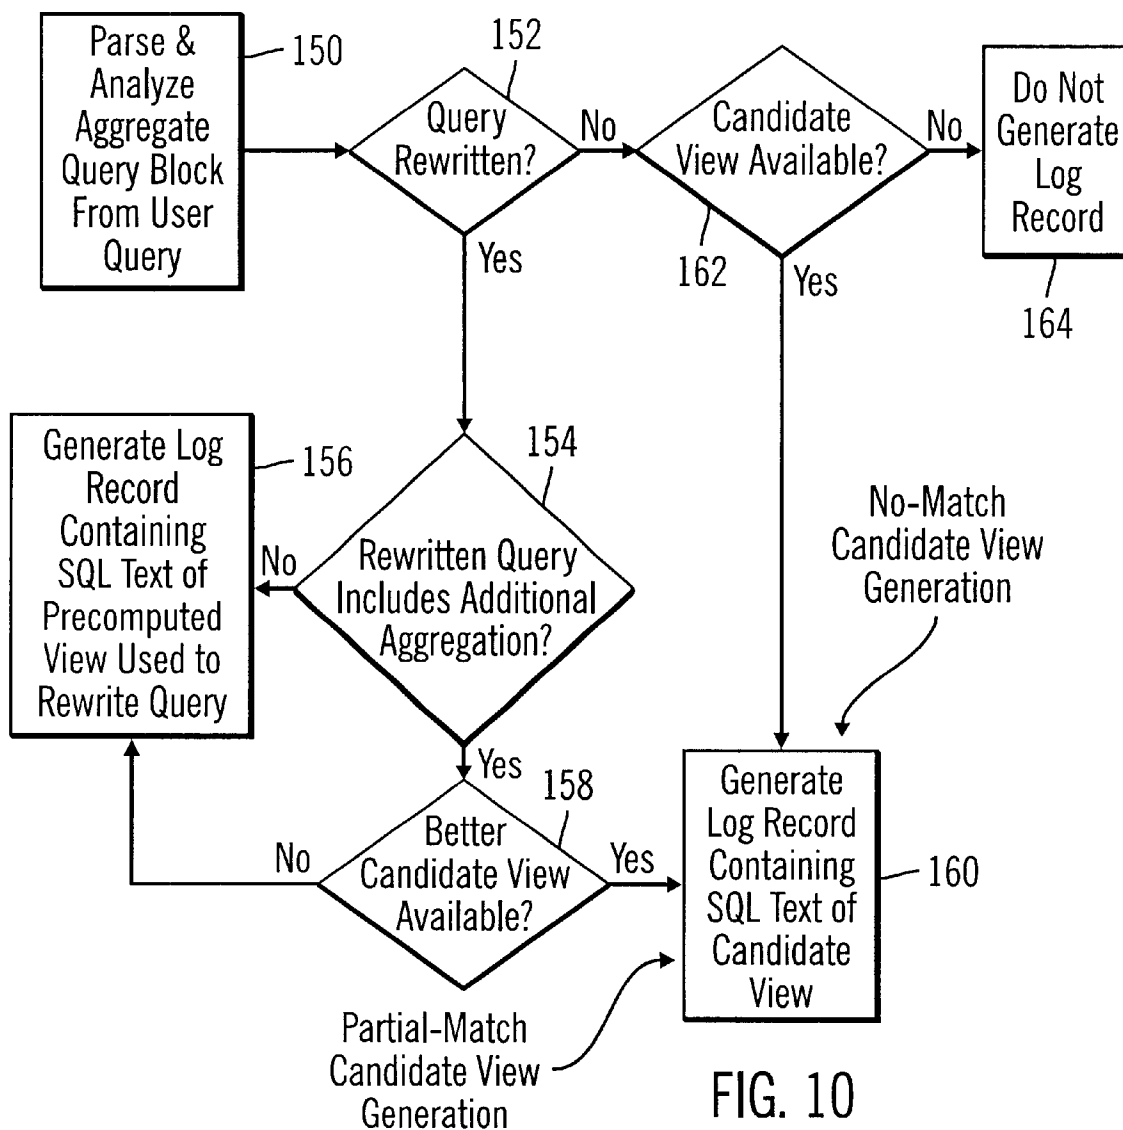 Parse &
Analyze
Aggregate
Query Block
From User
Query
150
152
Query
Rewritten?
No
Yes
Candidate
View Available?
No
162
Yes
Do Not
Generate
Log
Record
164
Generate Log
Record
Containing
SQL Text of
Precomputed
View Used to
Rewrite Query
156
No
154
Rewritten Query
Includes Additional
Aggregation?
Yes
No-Match
Candidate View
Generation
158
Better
Candidate View
Available?
No
Yes
Generate
Log Record
Containing
SQL Text of
Candidate
View
160
Partial-Match
Candidate View
Generation
FIG. 10